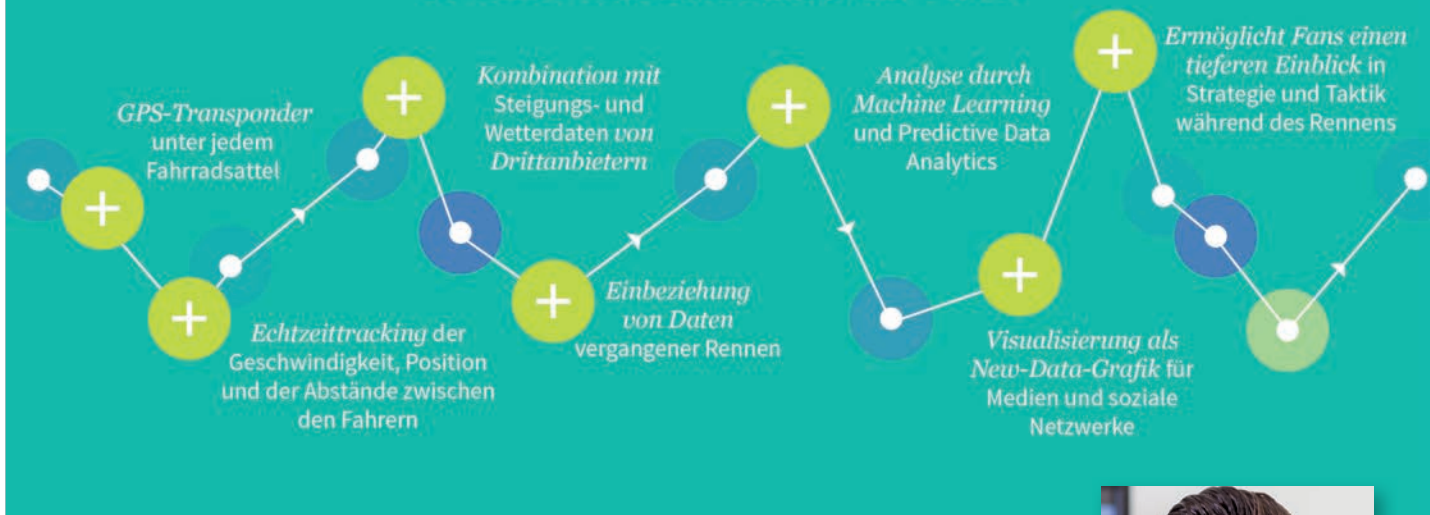 GPS-Transponder
unter jedem
Fahrradsattel
Echtzeittracking der
Geschwindigkeit, Position
und der Abstände zwischen
den Fahrern
Kombination mit
Steigungs- und
Wetterdaten von
Drittanbietern
Einbeziehung
von Daten
vergangener Rennen
Analyse durch
Machine Learning
und Predictive Data
Analytics
Visualisierung als
New-Data-Grafik für
Medien und soziale
Netzwerke
Ermöglicht Fans einen
tieferen Einblick in
Strategie und Taktik
während des Rennens